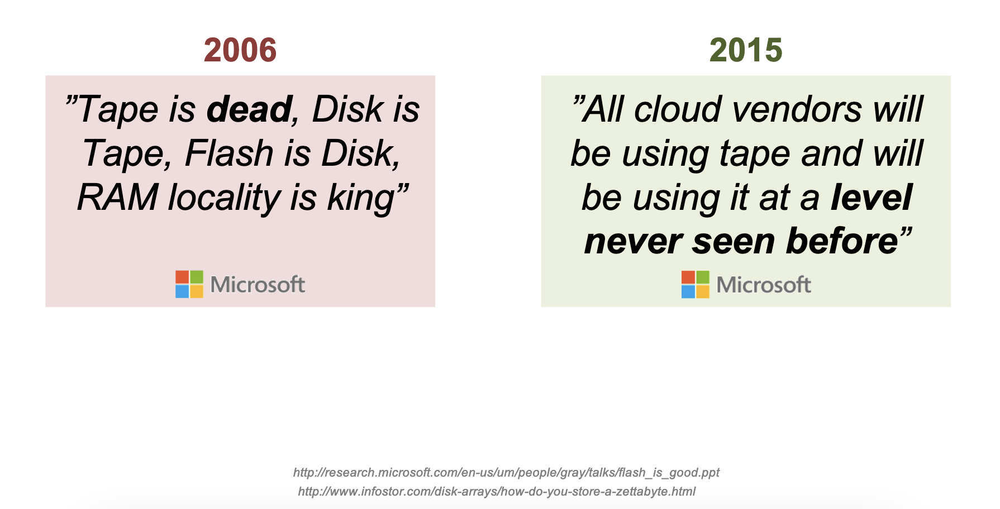 2006
”Tape is dead, Disk is
Tape, Flash is Disk,
RAM locality is king”
Microsoft
2015
”All cloud vendors will
be using tape and will
be using it at a level
never seen before”
Microsoft
http://research.microsoft.com/en-us/um/people/gray/talks/flash_is_good.ppt
http://www.infostor.com/disk-arrays/how-do-you-store-a-zettabyte.html